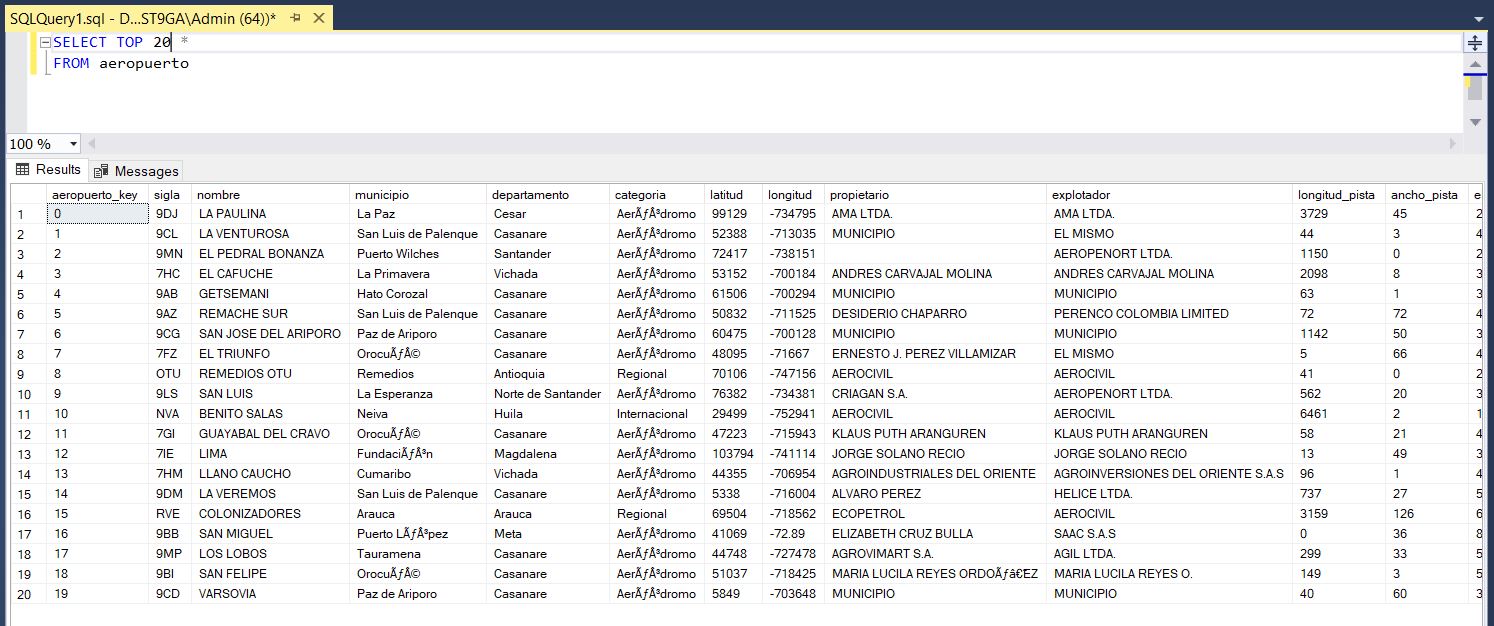 SQLQuery1.sql - D...ST9GA\Admin (64))*
SELECT TOP 20 *
FROM aeropuerto
100 %
Results Messages
aeropuerto_key sigla nombre municipio departamento categoria latitud longitud propietario explotador longitud_pista ancho_pista e
1 0 9DJ LA PAULINA La Paz Cesar AerÃƒÂ³dromo 99129 -734795 AMA LTDA. AMA LTDA. 3729 45 2
2 1 9CL LA VENTUROSA San Luis de Palenque Casanare AerÃƒÂ³dromo 52388 -713035 MUNICIPIO EL MISMO 44 3 4
3 2 9MN EL PEDRAL BONANZA Puerto Wilches Santander AerÃƒÂ³dromo 72417 -738151 AEROPENORT LTDA. 1150 0 2
4 3 7HC EL CAFUCHE La Primavera Vichada AerÃƒÂ³dromo 53152 -700184 ANDRES CARVAJAL MOLINA ANDRES CARVAJAL MOLINA 2098 8 3
5 4 9AB GETSEMANI Hato Corozal Casanare AerÃƒÂ³dromo 61506 -700294 MUNICIPIO MUNICIPIO 63 1 3
6 5 9AZ REMACHE SUR San Luis de Palenque Casanare AerÃƒÂ³dromo 50832 -711525 DESIDERIO CHAPARRO PERENCO COLOMBIA LIMITED 72 72 4
7 6 9CG SAN JOSE DEL ARIPORO Paz de Ariporo Casanare AerÃƒÂ³dromo 60475 -700128 MUNICIPIO MUNICIPIO 1142 50 3
8 7 7FZ EL TRIUNFO OrocuÃƒÂ© Casanare AerÃƒÂ³dromo 48095 -71667 ERNESTO J. PEREZ VILLAMIZAR EL MISMO 5 66 4
9 8 OTU REMEDIOS OTU Remedios Antioquia Regional 70106 -747156 AEROCIVIL AEROCIVIL 41 0 2
10 9 9LS SAN LUIS La Esperanza Norte de Santander AerÃƒÂ³dromo 76382 -734381 CRIAGAN S.A. AEROPENORT LTDA. 562 20 3
11 10 NVA BENITO SALAS Neiva Huila Internacional 29499 -752941 AEROCIVIL AEROCIVIL 6461 2 1
12 11 7GI GUAYABAL DEL CRAVO OrocuÃƒÂ© Casanare AerÃƒÂ³dromo 47223 -715943 KLAUS PUTH ARANGUREN KLAUS PUTH ARANGUREN 58 21 4
13 12 7IE LIMA FundaciÃƒÂ³n Magdalena AerÃƒÂ³dromo 103794 -741114 JORGE SOLANO RECIO JORGE SOLANO RECIO 13 49 3
14 13 7HM LLANO CAUCHO Cumaribo Vichada AerÃƒÂ³dromo 44355 -706954 AGROINDUSTRIALES DEL ORIENTE AGROINVERSIONES DEL ORIENTE S.A.S 96 1 4
15 14 9DM LA VEREMOS San Luis de Palenque Casanare AerÃƒÂ³dromo 5338 -716004 ALVARO PEREZ HELICE LTDA. 737 27 5
16 15 RVE COLONIZADORES Arauca Arauca Regional 69504 -718562 ECOPETROL AEROCIVIL 3159 126 6
17 16 9BB SAN MIGUEL Puerto LÃƒÂ³pez Meta AerÃƒÂ³dromo 41069 -72.89 ELIZABETH CRUZ BULLA SAAC S.A.S 0 36 8
18 17 9MP LOS LOBOS Tauramena Casanare AerÃƒÂ³dromo 44748 -727478 AGROVIMART S.A. AGIL LTDA. 299 33 5
19 18 9BI SAN FELIPE OrocuÃƒÂ© Casanare AerÃƒÂ³dromo 51037 -718425 MARIA LUCILA REYES ORDOÃƒâ€˜EZ MARIA LUCILA REYES O. 149 3 5
20 19 9CD VARSOVIA Paz de Ariporo Casanare AerÃƒÂ³dromo 5849 -703648 MUNICIPIO MUNICIPIO 40 60 3